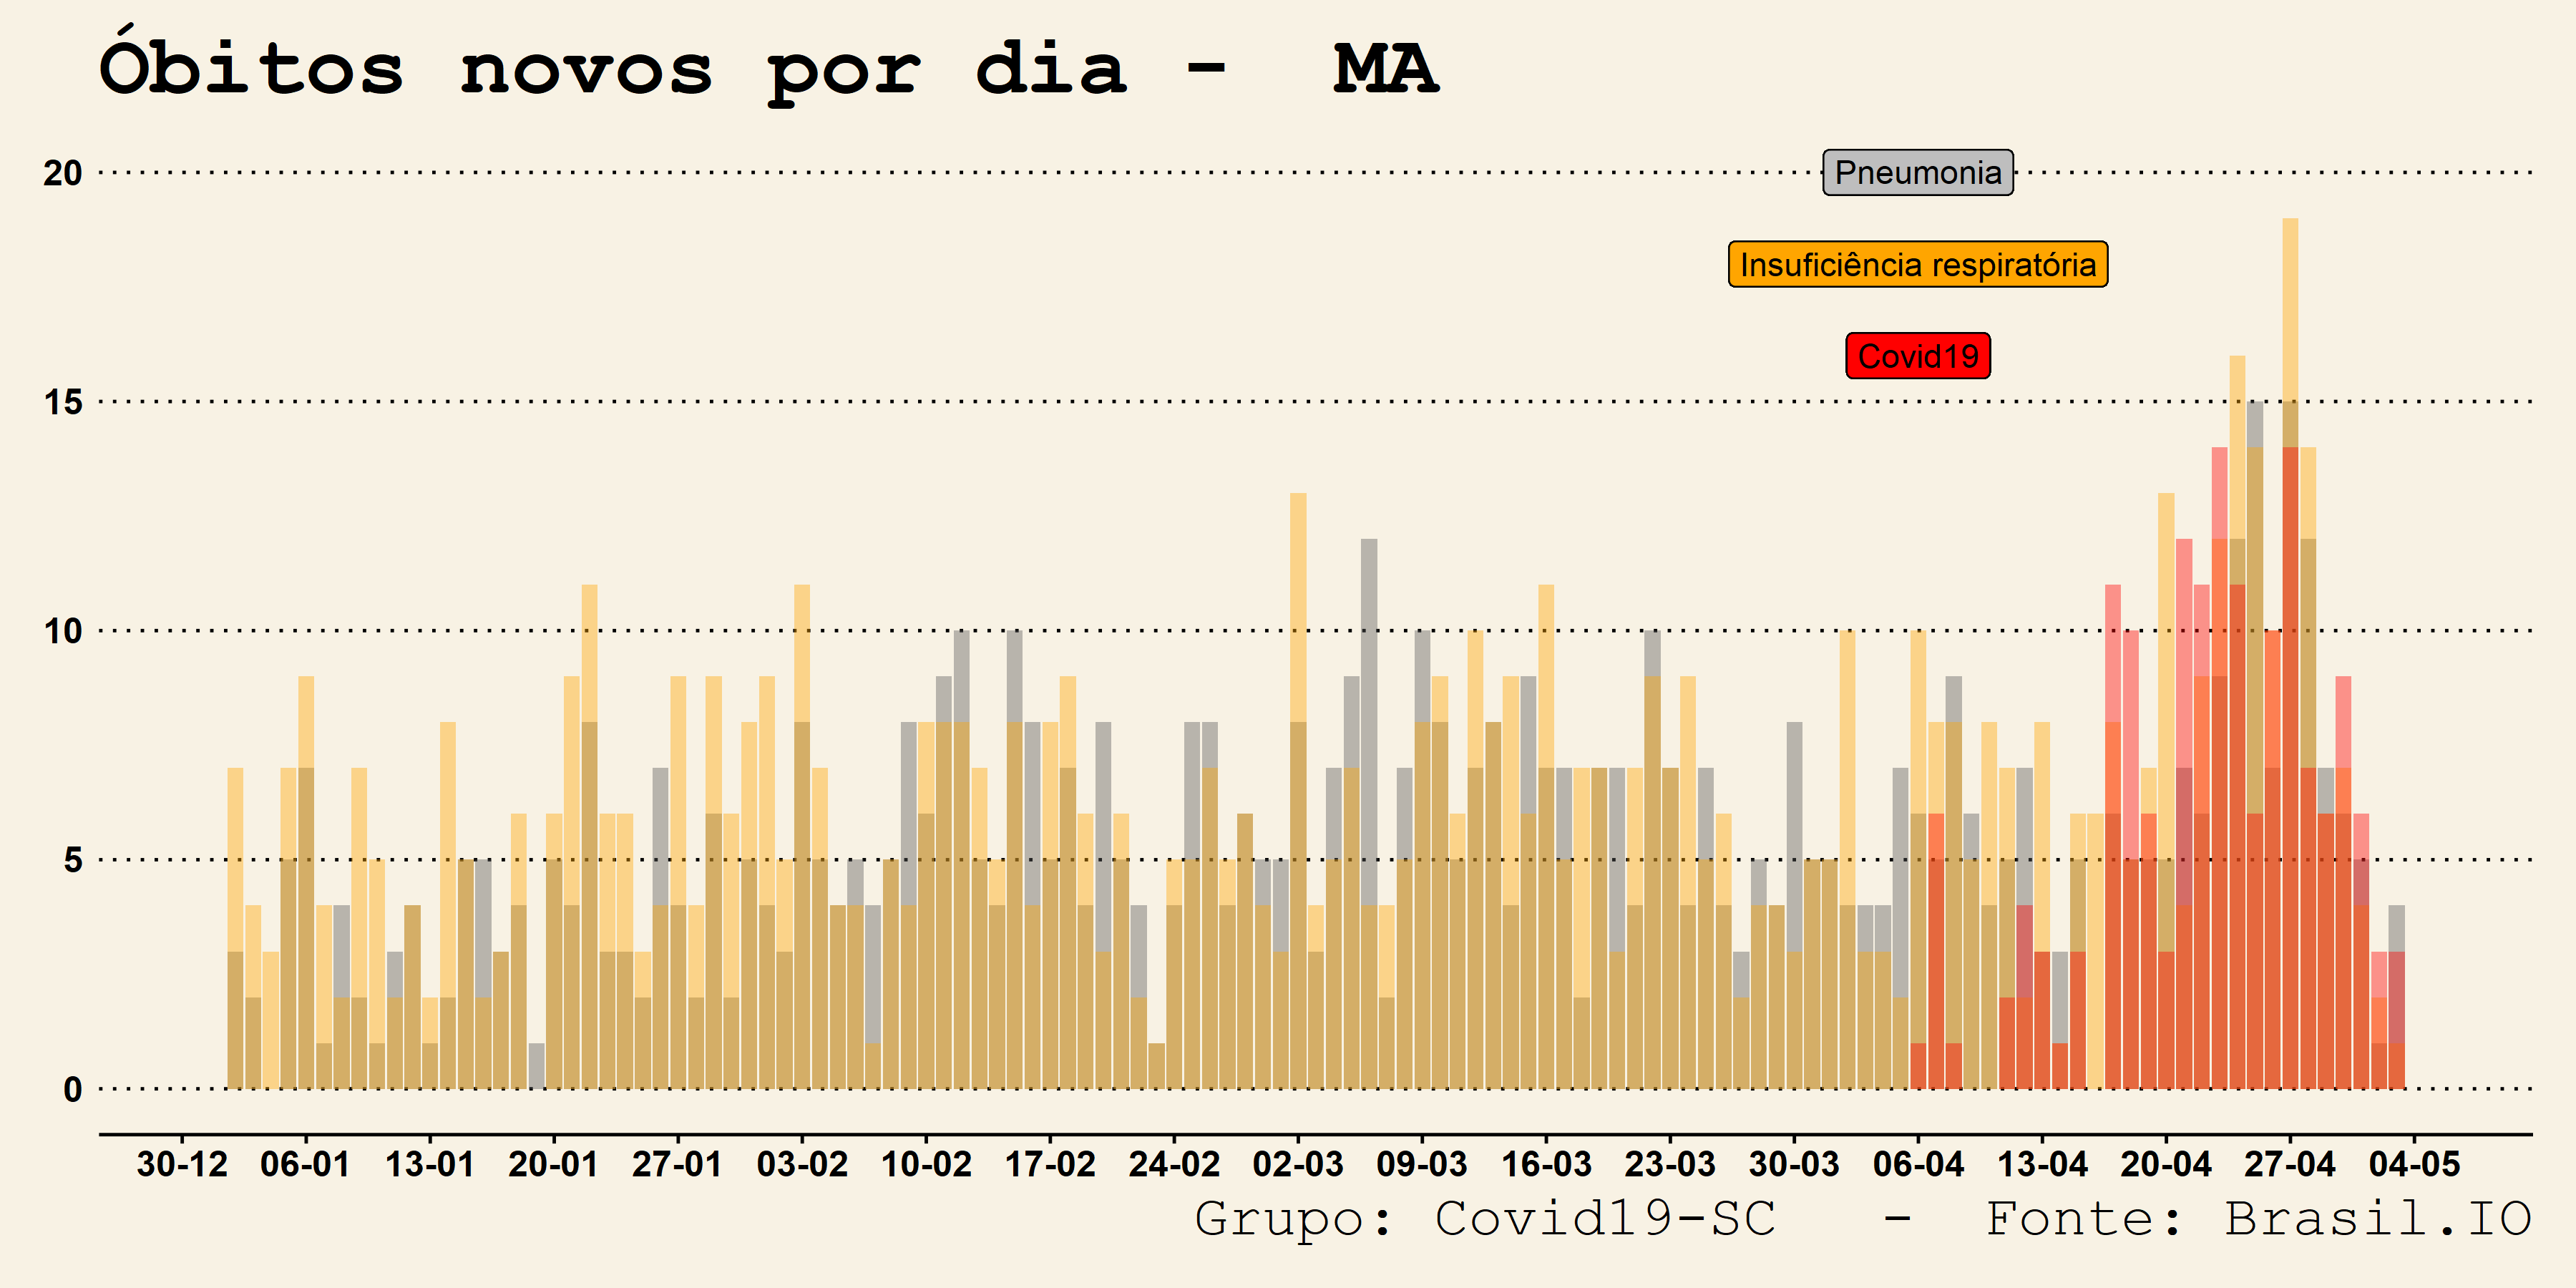 Óbitos novos por dia - MA
20
Pneumonia
Insuficiência respiratória
Covid19
15
10
5
0
30-12 06-01 13-01 20-01 27-01 03-02 10-02 17-02 24-02 02-03 09-03 16-03 23-03 30-03 06-04 13-04 20-04 27-04 04-05
Grupo: Covid19-SC - Fonte: Brasil.IO